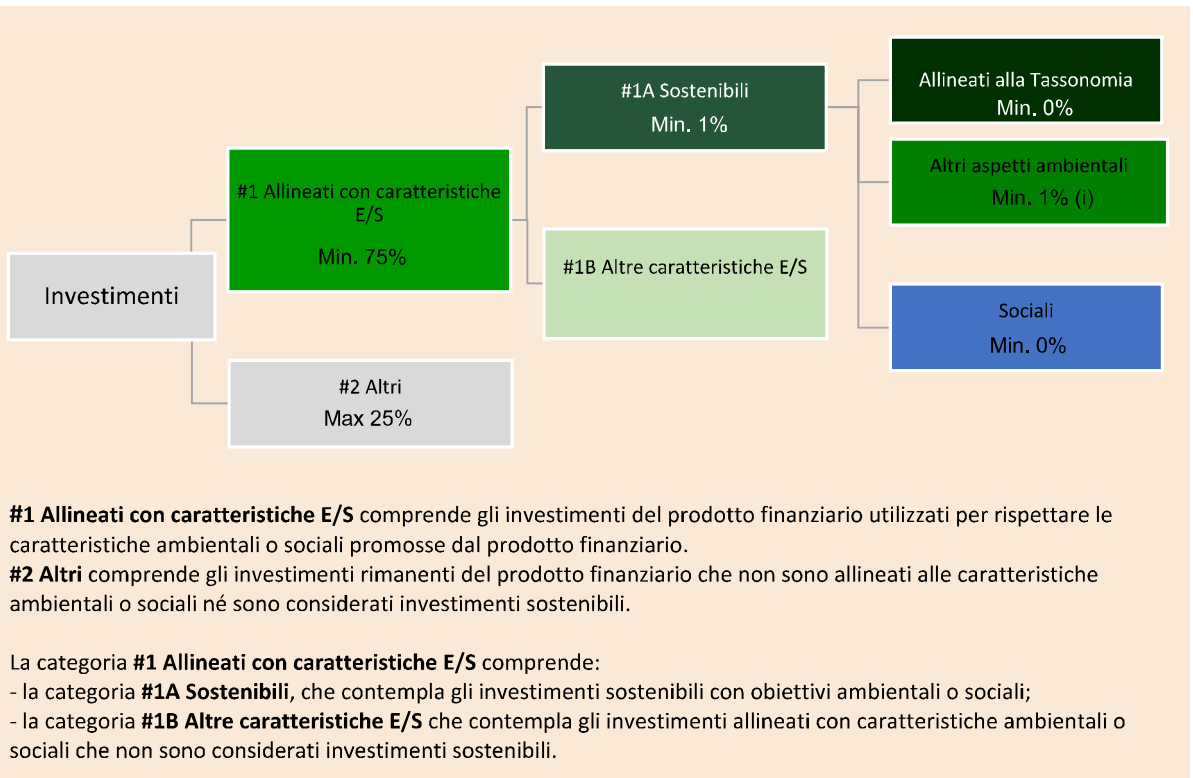 Investimenti
#1 Allineati con caratteristiche
E/S
Min. 75%
#2 Altri
Max 25%
#1A Sostenibili
Min. 1%
#1B Altre caratteristiche E/S
Allineati alla Tassonomia
Min. 0%
Altri aspetti ambientali
Min. 1% (i)
Sociali
Min. 0%
#1 Allineati con caratteristiche E/S comprende gli investimenti del prodotto finanziario utilizzati per rispettare le
caratteristiche ambientali o sociali promosse dal prodotto finanziario.
#2 Altri comprende gli investimenti rimanenti del prodotto finanziario che non sono allineati alle caratteristiche
ambientali o sociali né sono considerati investimenti sostenibili.
La categoria #1 Allineati con caratteristiche E/S comprende:
- la categoria #1A Sostenibili, che contempla gli investimenti sostenibili con obiettivi ambientali o sociali;
- la categoria #1B Altre caratteristiche E/S che contempla gli investimenti allineati con caratteristiche ambientali o
sociali che non sono considerati investimenti sostenibili.